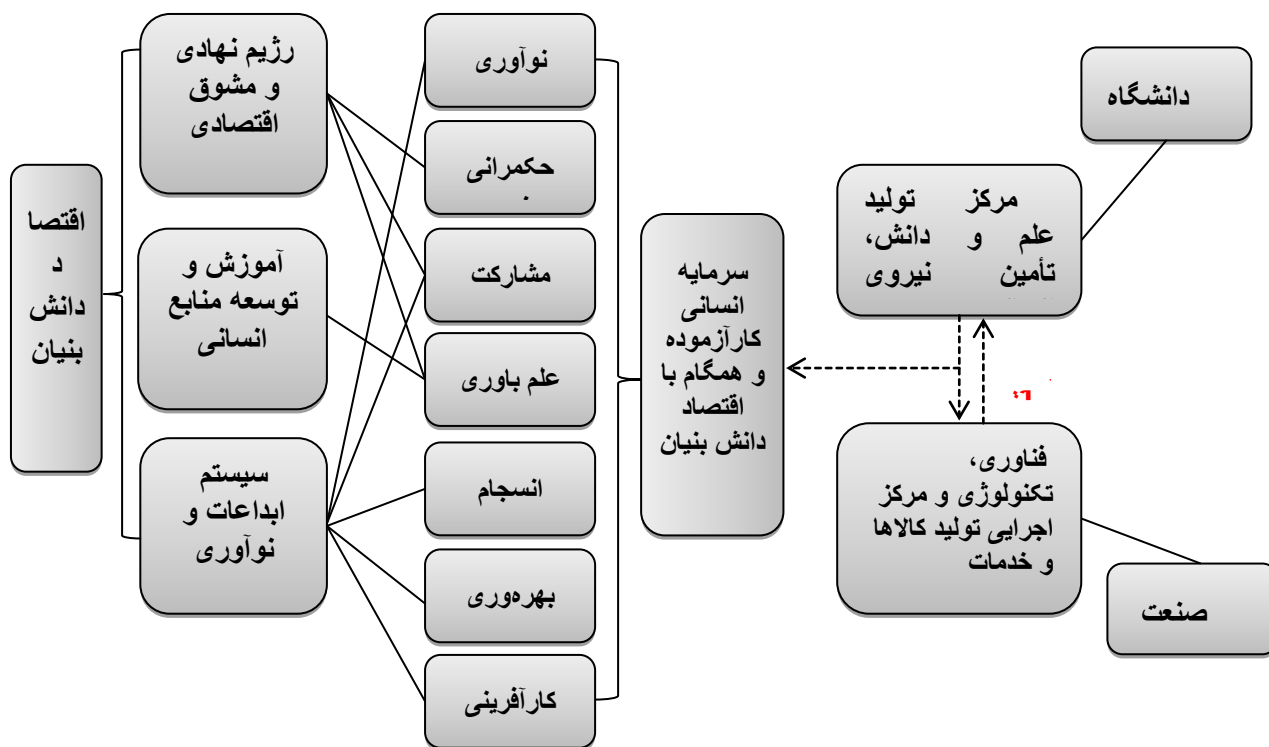 دانشگاه
مرکز تولید
علم و دانش،
تأمین نیروی
فناوری،
تکنولوژی و مرکز
اجرایی تولید کالاها
و خدمات
صنعت
سرمایه
انسانی
کارآزموده
و همگام با
اقتصاد
دانش بنیان
نوآوری
حکمرانی
مشارکت
علم باوری
انسجام
بهره‌وری
کارآفرینی
رژیم نهادی
و مشوق
اقتصادی
آموزش و
توسعه منابع
انسانی
سیستم
ابداعات و
نوآوری
اقتصا
د
دانش
بنیان